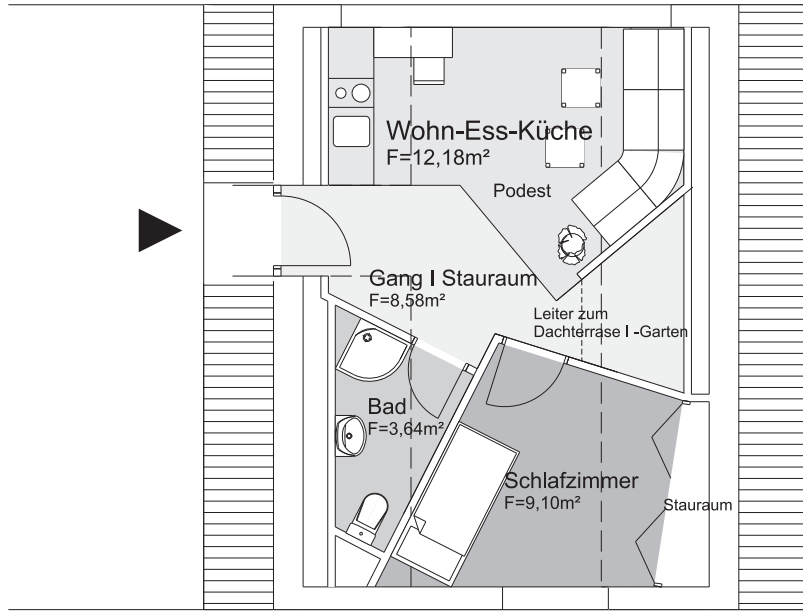 Wohn-Ess-Küche
F=12,18m²
Podest
Gang I Stauraum
F=8,58m²
Leiter zum
Dachterrase I -Garten
Bad
F=3,64m²
Schlafzimmer
F=9,10m²
Stauraum